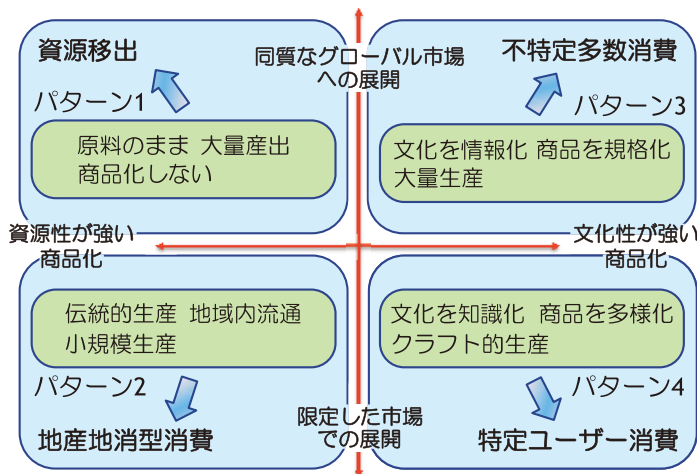 資源移出
パターン1
原料のまま 大量産出
商品化しない
同質なグローバル市場
への展開
不特定多数消費
パターン3
文化を情報化 商品を規格化
大量生産
資源性が強い
商品化
文化性が強い
商品化
伝統的生産 地域内流通
小規模生産
パターン2
地産地消型消費
限定した市場
での展開
文化を知識化 商品を多様化
クラフト的生産
パターン4
特定ユーザー消費